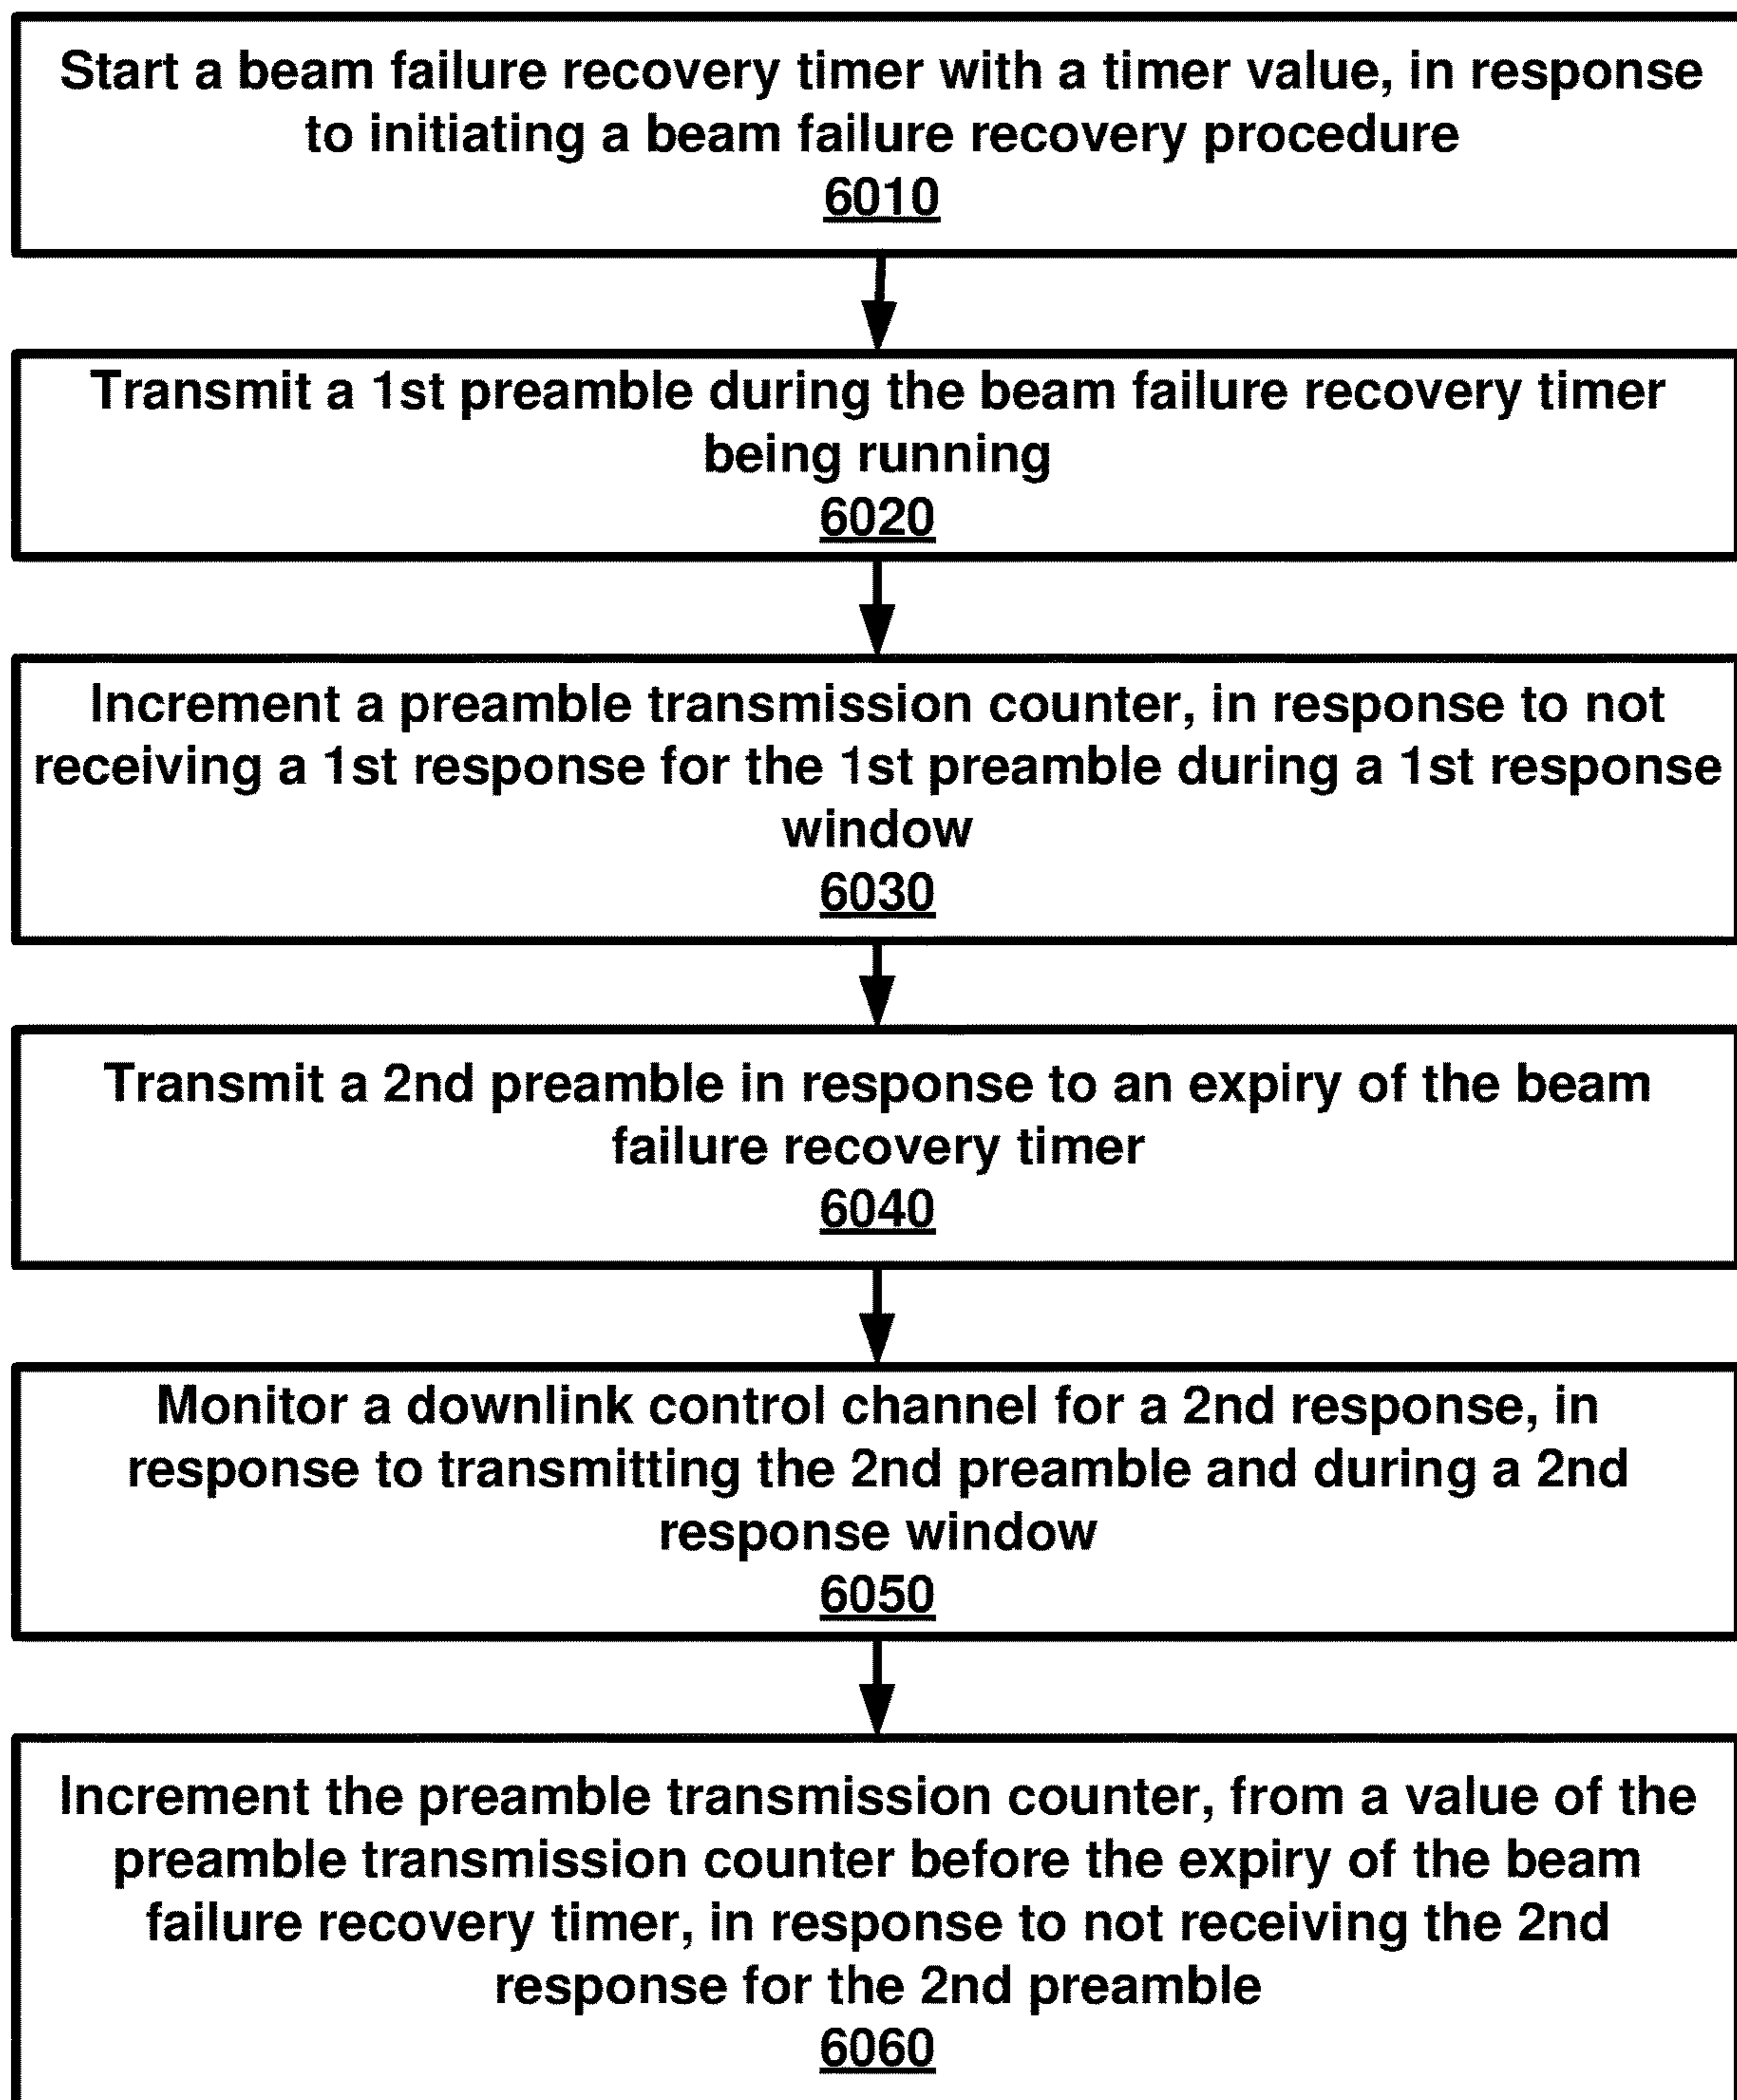 Start a beam failure recovery timer with a timer value, in response
to initiating a beam failure recovery procedure
6010
Transmit a 1st preamble during the beam failure recovery timer
being running
6020
Increment a preamble transmission counter, in response to not
receiving a 1st response for the 1st preamble during a 1st response
window
6030
Transmit a 2nd preamble in response to an expiry of the beam
failure recovery timer
6040
Monitor a downlink control channel for a 2nd response, in
response to transmitting the 2nd preamble and during a 2nd
response window
6050
Increment the preamble transmission counter, from a value of the
preamble transmission counter before the expiry of the beam
failure recovery timer, in response to not receiving the 2nd
response for the 2nd preamble
6060